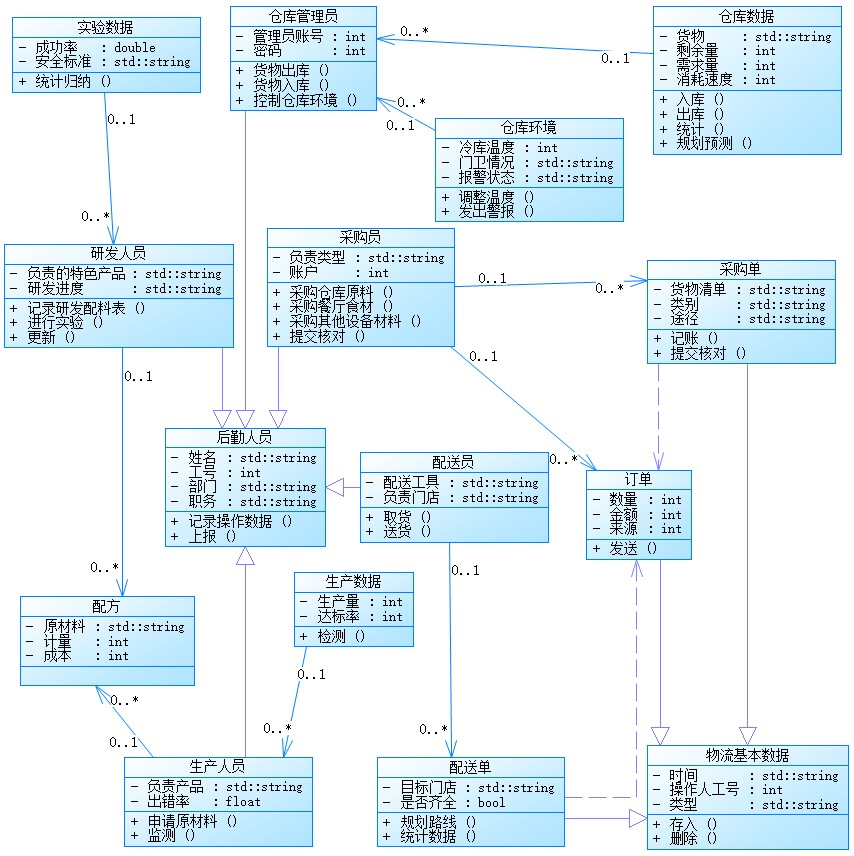 实验数据
- 成功率 : double
- 安全标准 : std::string
+ 统计归纳 ()
仓库管理员
- 管理员账号 : int
- 密码 : int
+ 货物出库 ()
+ 货物入库 ()
+ 控制仓库环境 ()
仓库数据
- 货物 : std::string
- 剩余量 : int
- 需求量 : int
- 消耗速度 : int
+ 入库 ()
+ 出库 ()
+ 统计 ()
+ 规划预测 ()
0..*
0..1
0..*
0..1
仓库环境
- 冷库温度 : int
- 门卫情况 : std::string
- 报警状态 : std::string
+ 调整温度 ()
+ 发出警报 ()
0..1
0..*
研发人员
- 负责的特色产品 : std::string
- 研发进度 : std::string
+ 记录研发配料表 ()
+ 进行实验 ()
+ 更新 ()
采购员
- 负责类型 : std::string
- 账户 : int
+ 采购仓库原料 ()
+ 采购餐厅食材 ()
+ 采购其他设备材料 ()
+ 提交核对 ()
0..1
0..*
采购单
- 货物清单 : std::string
- 类别 : std::string
- 途径 : std::string
+ 记账 ()
+ 提交核对 ()
0..1
0..*
0..1
0..*
后勤人员
- 姓名 : std::string
- 工号 : int
- 部门 : std::string
- 职务 : std::string
+ 记录操作数据 ()
+ 上报 ()
配送员
- 配送工具 : std::string
- 负责门店 : std::string
+ 取货 ()
+ 送货 ()
订单
- 数量 : int
- 金额 : int
- 来源 : int
+ 发送 ()
配方
- 原材料 : std::string
- 计量 : int
- 成本 : int
生产数据
- 生产量 : int
- 达标率 : int
+ 检测 ()
0..1
0..*
0..1
0..*
0..*
0..1
生产人员
- 负责产品 : std::string
- 出错率 : float
+ 申请原材料 ()
+ 监测 ()
配送单
- 目标门店 : std::string
- 是否齐全 : bool
+ 规划路线 ()
+ 统计数据 ()
物流基本数据
- 时间 : std::string
- 操作人工号 : int
- 类型 : std::string
+ 存入 ()
+ 删除 ()